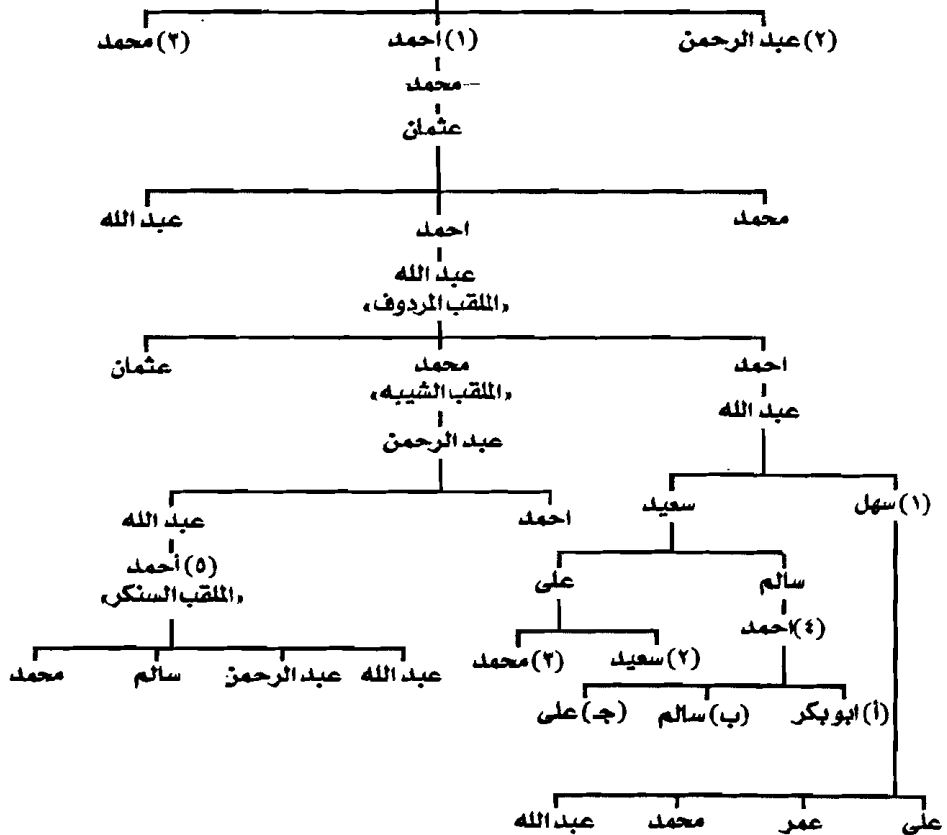 (٢) عبد الرحمن (١) احمد (٣) محمد
محمد
عثمان
محمد احمد عبد الله
عبد الله
«الملقب المردوف»
احمد محمد عثمان
«الملقب الشيبه»
عبد الله
عبد الرحمن
(١) سهل سعيد احمد عبد الله
(٥) أحمد
«الملقب السنكر»
سالم على
(٤) احمد
(٢) سعيد (٣) محمد
عبد الله عبد الرحمن سالم محمد
(أ) ابو بكر (ب) سالم (جـ) على
على عمر محمد عبد الله